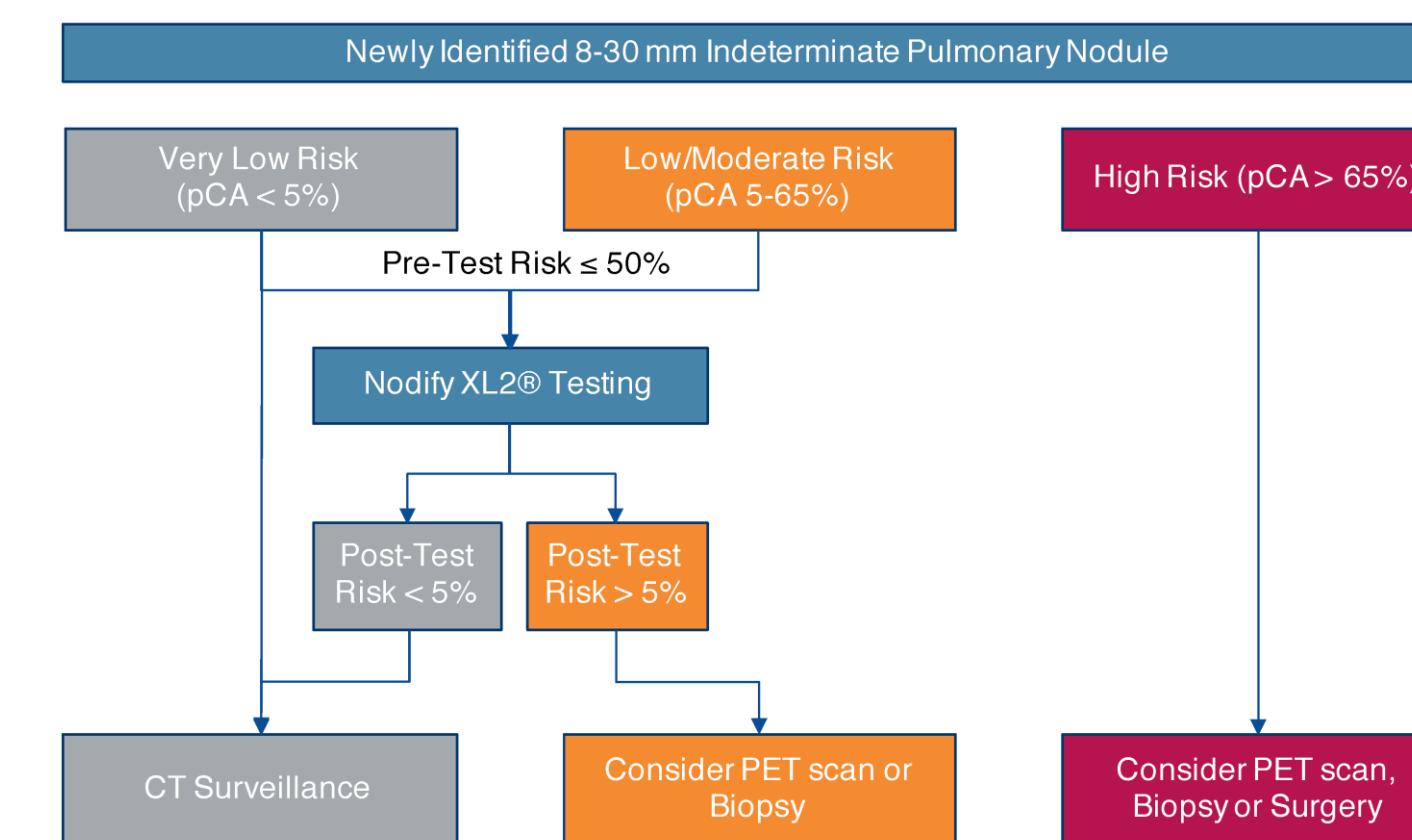 Newly Identified 8-30 mm Indeterminate Pulmonary Nodule
Very Low Risk
(pCA < 5%)
Low/Moderate Risk
(pCA 5-65%)
High Risk (pCA > 65%)
Pre-Test Risk ≤ 50%
Nodify XL2® Testing
Post-Test
Risk < 5%
Post-Test
Risk > 5%
CT Surveillance
Consider PET scan or
Biopsy
Consider PET scan,
Biopsy or Surgery